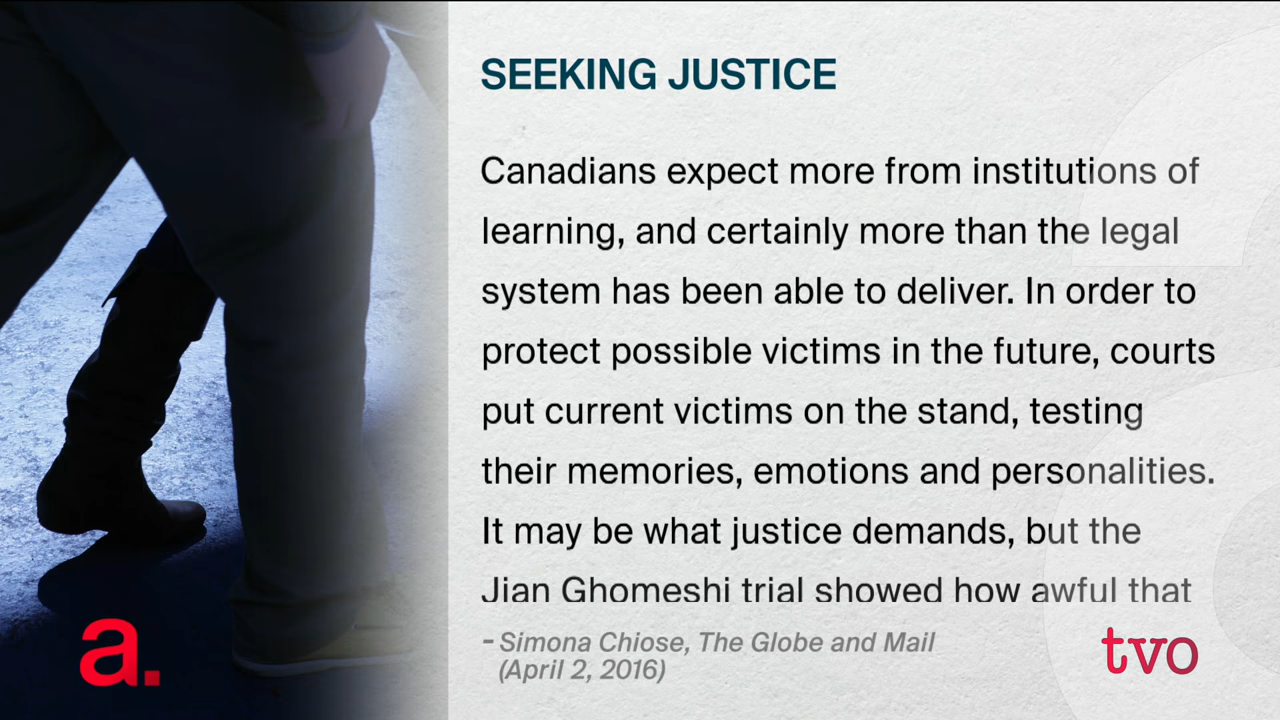 SEEKING JUSTICE
Canadians expect more from institutions of
learning, and certainly more than the legal
system has been able to deliver. In order to
protect possible victims in the future, courts
put current victims on the stand, testing
their memories, emotions and personalities.
It may be what justice demands, but the
Jian Ghomeshi trial showed how awful that
- Simona Chiose, The Globe and Mail
(April 2, 2016)
a.
tvo